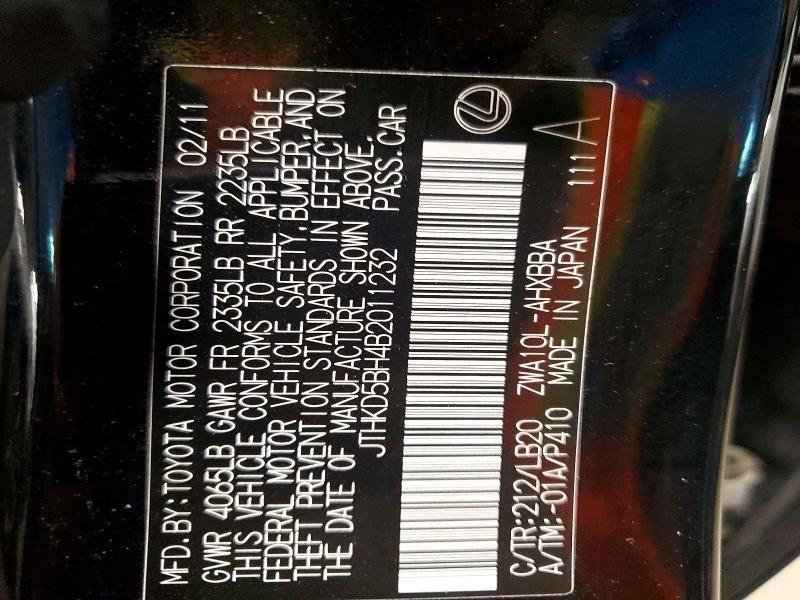 MFD.BY:TOYOTA MOTOR CORPORATION 02/11
GVWR 4065LB GAWR FR 2335LB RR 2235LB
THIS VEHICLE CONFORMS TO ALL APPLICABLE
FEDERAL MOTOR VEHICLE SAFETY,BUMPER,AND
THEFT PREVENTION STANDARDS IN EFFECT ON
THE DATE OF MANUFACTURE SHOWN ABOVE.
JTHKD5BH4B2011232 PASS.CAR
C/TR:212/LB20 ZWA10L-AHXBBA
A/TM:-01A/P410 MADE IN JAPAN 111 A